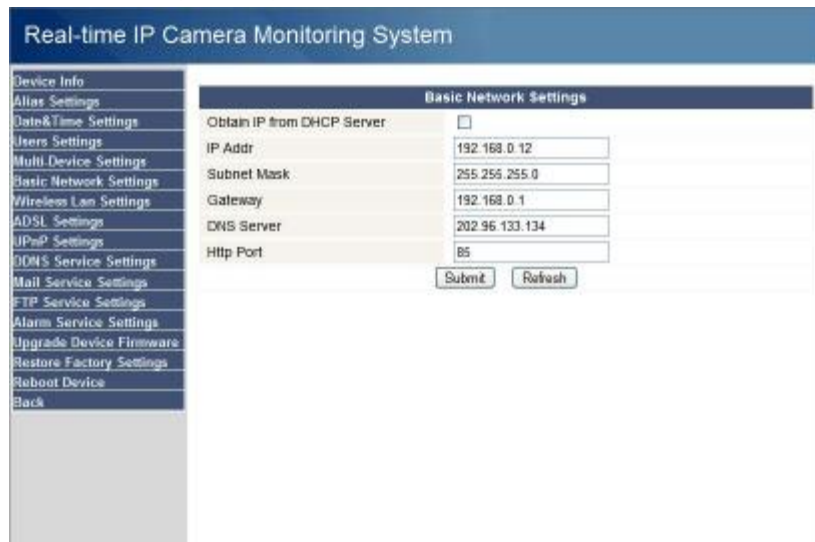 Real-time IP Camera Monitoring System
Device Info
Alias Settings
Date&Time Settings
Users Settings
Multi-Device Settings
Basic Network Settings
Wireless Lan Settings
ADSL Settings
UPnP Settings
DDNS Service Settings
Mail Service Settings
FTP Service Settings
Alarm Service Settings
Upgrade Device Firmware
Restore Factory Settings
Reboot Device
Back
Basic Network Settings
Obtain IP from DHCP Server
IP Addr 192.168.0.12
Subnet Mask 255.255.255.0
Gateway 192.168.0.1
DNS Server 202.96.133.134
Http Port 85
Submit Refresh